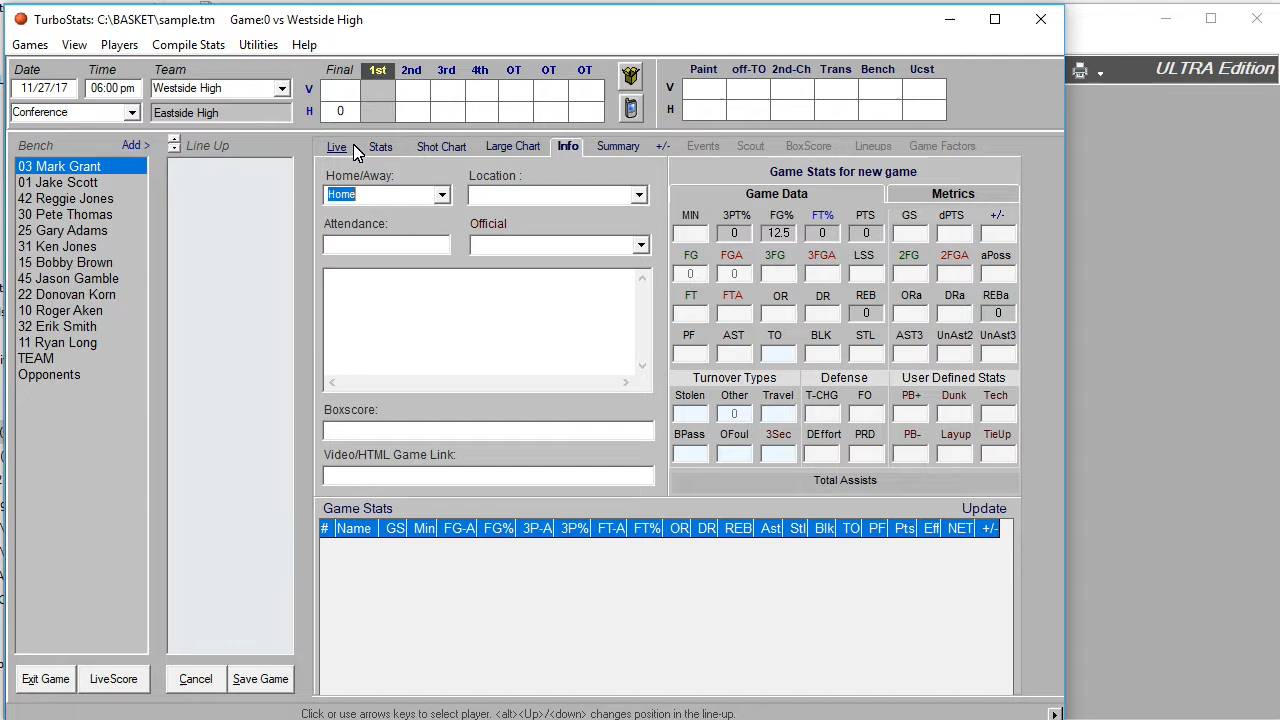 TurboStats: C:\BASKET\sample.tm Game:0 vs Westside High
Games View Players Compile Stats Utilities Help
ULTRA Edition
Date Time Team
11/27/17 06:00 pm Westside High
Conference Eastside High
Final 1st 2nd 3rd 4th OT OT OT
V
H 0
Paint off-TO 2nd-Ch Trans Bench Ucst
V
H
Bench Add >
03 Mark Grant
01 Jake Scott
42 Reggie Jones
30 Pete Thomas
25 Gary Adams
31 Ken Jones
15 Bobby Brown
45 Jason Gamble
22 Donovan Korn
10 Roger Aken
32 Erik Smith
11 Ryan Long
TEAM
Opponents
Line Up
Live Stats Shot Chart Large Chart Info Summary +/- Events Scout BoxScore Lineups Game Factors
Home/Away: Location :
Home
Attendance: Official
Boxscore:
Video/HTML Game Link:
Game Stats for new game
Game Data Metrics
MIN 3PT% FG% FT% PTS GS dPTS +/-
0 12.5 0 0
FG FGA 3FG 3FGA LSS 2FG 2FGA aPoss
0 0
FT FTA OR DR REB ORa DRa REBa
0 0
PF AST TO BLK STL AST3 UnAst2 UnAst3
Turnover Types Defense User Defined Stats
Stolen Other Travel T-CHG FO PB+ Dunk Tech
0
BPass OFoul 3Sec DEffort PRD PB- Layup TieUp
Total Assists
Game Stats Update
# Name GS Min FG-A FG% 3P-A 3P% FT-A FT% OR DR REB Ast Stl Blk TO PF Pts Eff NET +/-
Exit Game LiveScore Cancel Save Game
Click or use arrows keys to select player. <alt><Up>/<down> changes position in the line-up.